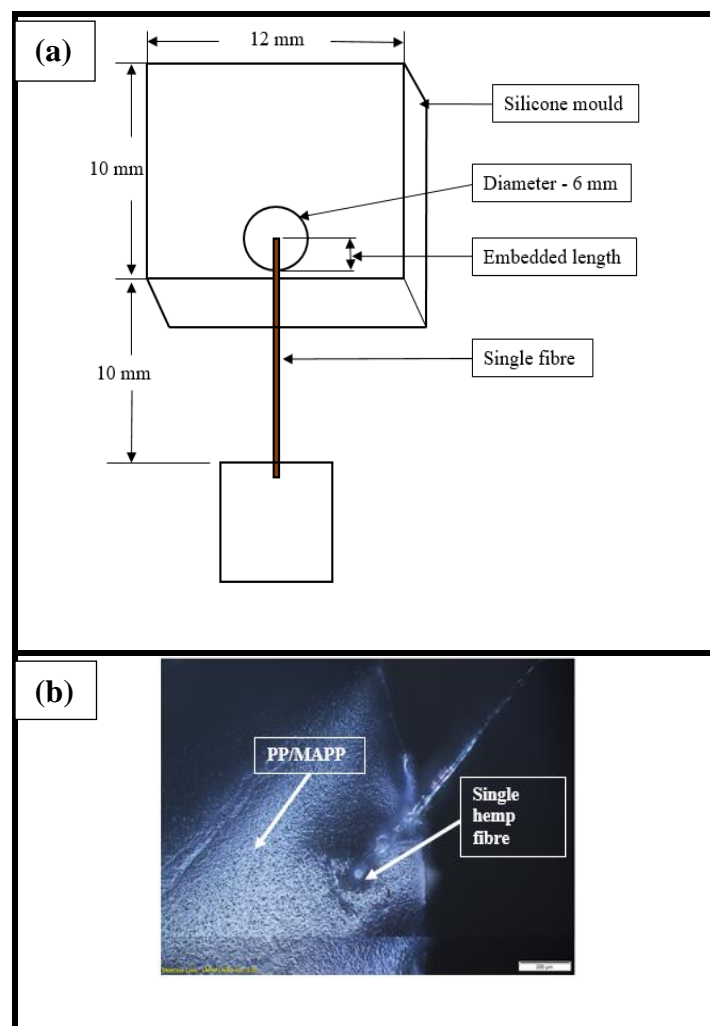 (a)
12 mm
Silicone mould
10 mm
Diameter - 6 mm
Embedded length
10 mm
Single fibre
(b)
PP/MAPP
Single
hemp
fibre